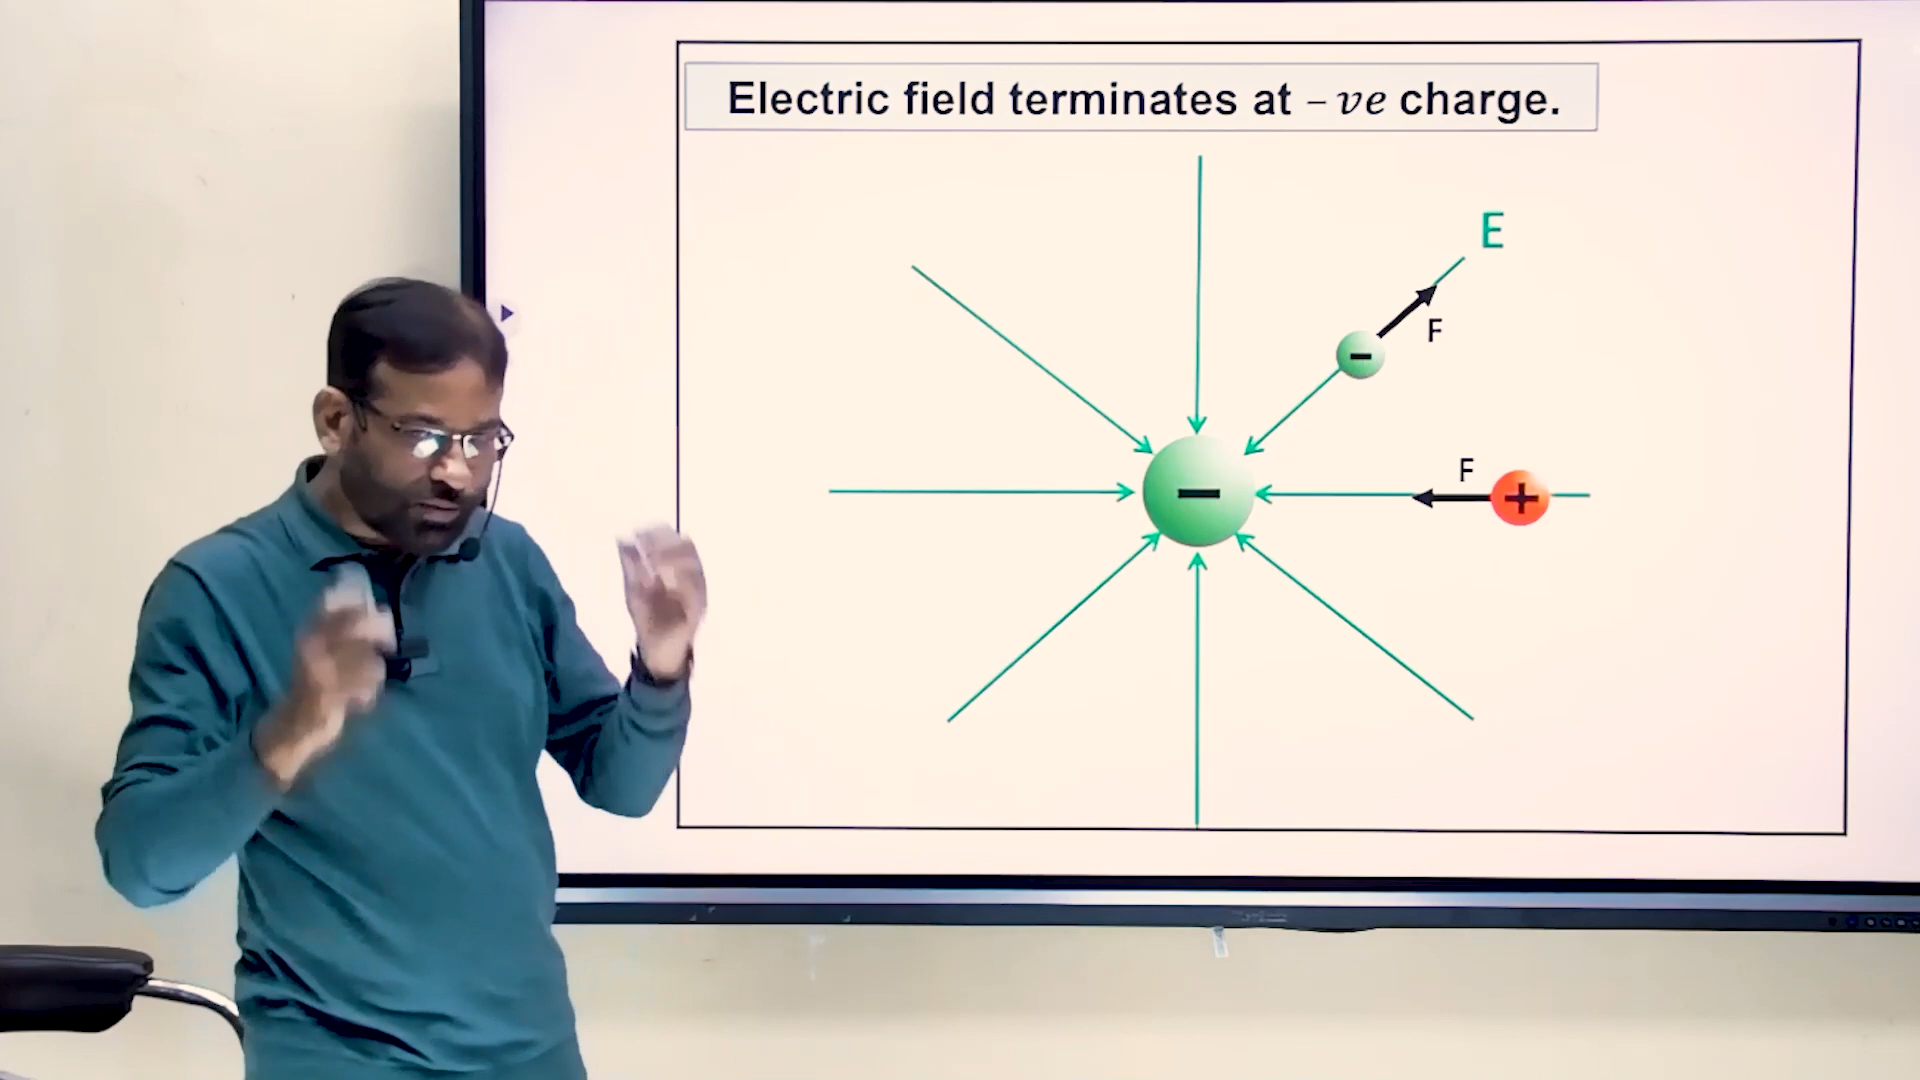 Electric field terminates at – ve charge.
E
–
F
F
–
+